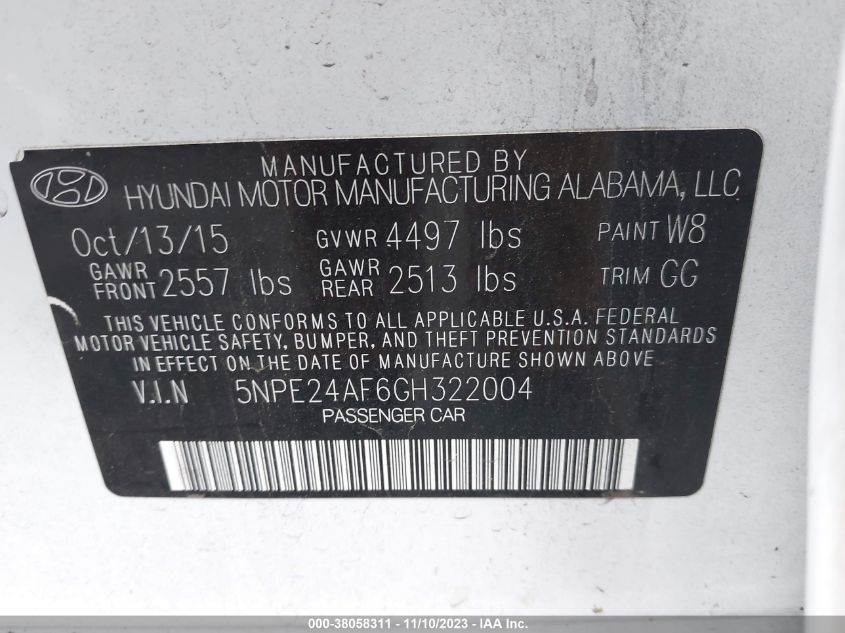 MANUFACTURED BY
HYUNDAI MOTOR MANUFACTURING ALABAMA, LLC
Oct/13/15 GVWR 4497 lbs PAINT W8
GAWR FRONT 2557 lbs GAWR REAR 2513 lbs TRIM GG
THIS VEHICLE CONFORMS TO ALL APPLICABLE U.S.A. FEDERAL
MOTOR VEHICLE SAFETY, BUMPER, AND THEFT PREVENTION STANDARDS
IN EFFECT ON THE DATE OF MANUFACTURE SHOWN ABOVE
V.I.N 5NPE24AF6GH322004
PASSENGER CAR
000-38058311 - 11/10/2023 - IAA Inc.